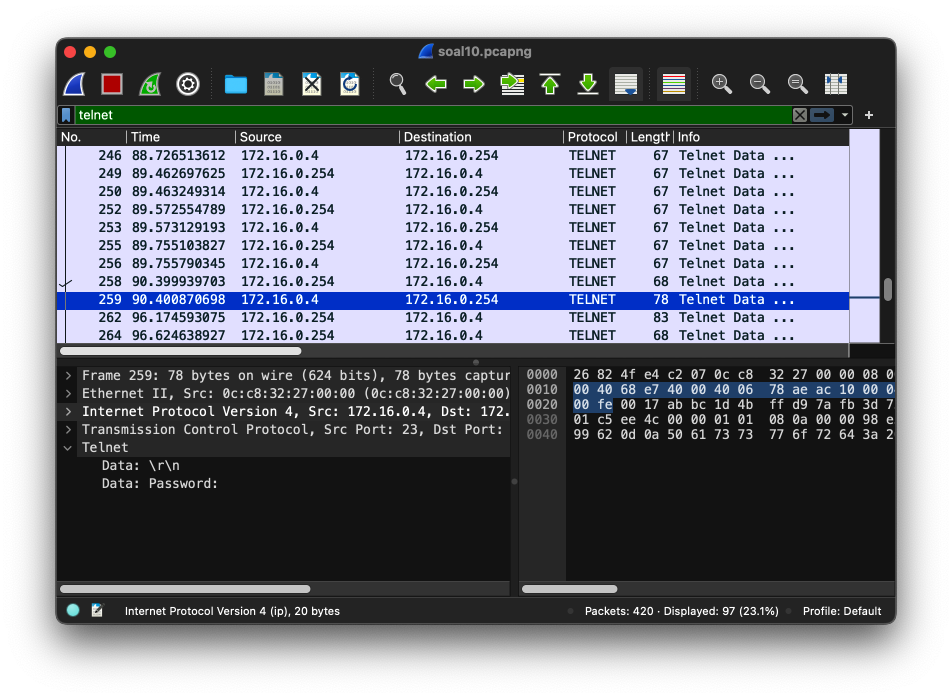 soal10.pcapng
telnet
No. Time Source Destination Protocol Length Info
246 88.726513612 172.16.0.4 172.16.0.254 TELNET 67 Telnet Data ...
249 89.462697625 172.16.0.254 172.16.0.4 TELNET 67 Telnet Data ...
250 89.463249314 172.16.0.4 172.16.0.254 TELNET 67 Telnet Data ...
252 89.572554789 172.16.0.254 172.16.0.4 TELNET 67 Telnet Data ...
253 89.573129193 172.16.0.4 172.16.0.254 TELNET 67 Telnet Data ...
255 89.755103827 172.16.0.254 172.16.0.4 TELNET 67 Telnet Data ...
256 89.755790345 172.16.0.4 172.16.0.254 TELNET 67 Telnet Data ...
258 90.399939703 172.16.0.254 172.16.0.4 TELNET 68 Telnet Data ...
259 90.400870698 172.16.0.4 172.16.0.254 TELNET 78 Telnet Data ...
262 96.174593075 172.16.0.4 172.16.0.254 TELNET 83 Telnet Data ...
264 96.624638927 172.16.0.254 172.16.0.4 TELNET 68 Telnet Data ...
Frame 259: 78 bytes on wire (624 bits), 78 bytes captur
Ethernet II, Src: 0c:c8:32:27:00:00 (0c:c8:32:27:00:00)
Internet Protocol Version 4, Src: 172.16.0.4, Dst: 172.
Transmission Control Protocol, Src Port: 23, Dst Port:
Telnet
Data: \r\n
Data: Password:
0000 26 82 4f e4 c2 07 0c c8 32 27 00 00 08 0
0010 00 40 68 e7 40 00 40 06 78 ae ac 10 00 0
0020 00 fe 00 17 ab bc 1d 4b ff d9 7a fb 3d 7
0030 01 c5 ee 4c 00 00 01 01 08 0a 00 00 98 e
0040 99 62 0d 0a 50 61 73 73 77 6f 72 64 3a 2
Internet Protocol Version 4 (ip), 20 bytes
Packets: 420 · Displayed: 97 (23.1%)
Profile: Default